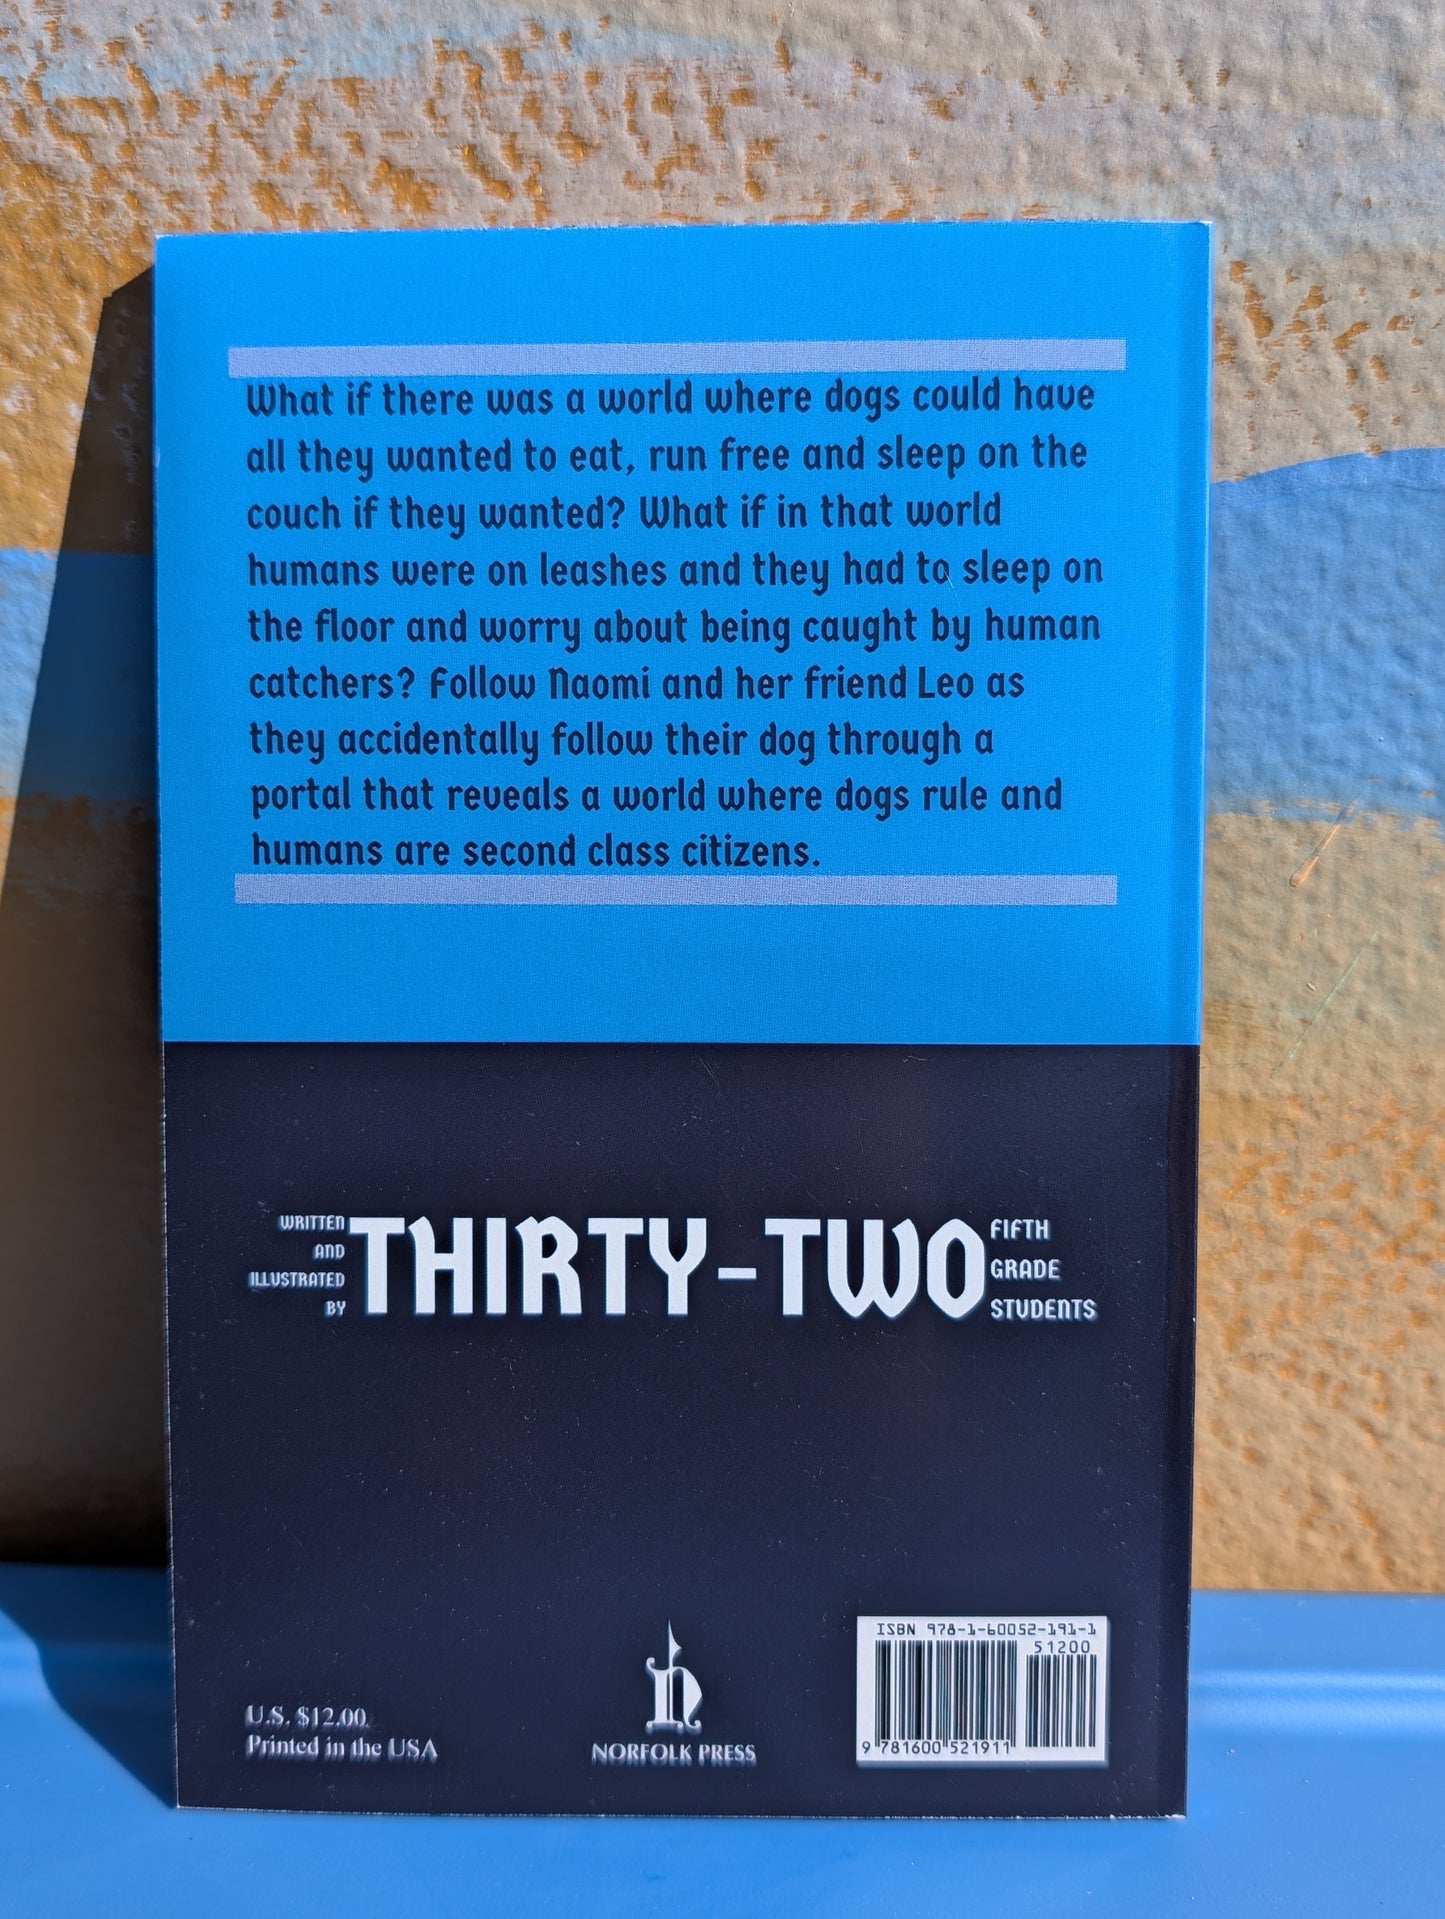 What if there was a world where dogs could have
all they wanted to eat, run free and sleep on the
couch if they wanted? What if in that world
humans were on leashes and they had to sleep on
the floor and worry about being caught by human
catchers? Follow Naomi and her friend Leo as
they accidentally follow their dog through a
portal that reveals a world where dogs rule and
humans are second class citizens.
WRITTEN
AND
ILLUSTRATED
BY
THIRTY-TWO
FIFTH
GRADE
STUDENTS
U.S. $12.00
Printed in the USA
n
NORFOLK PRESS
ISBN 978-1-60052-191-1
51200
9 781600 521911